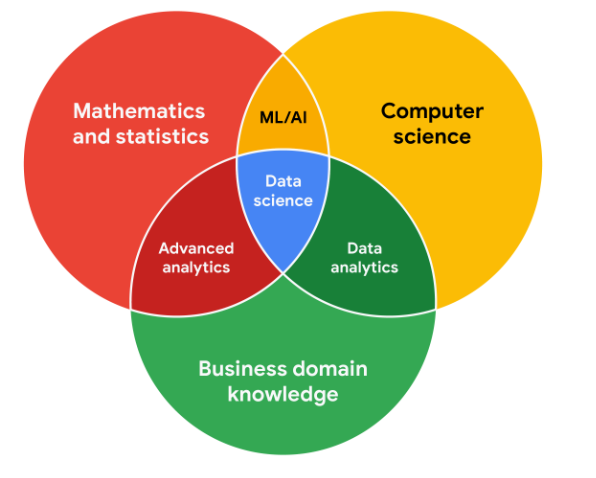 Mathematics
and statistics
ML/AI
Computer
science
Data
science
Advanced
analytics
Data
analytics
Business domain
knowledge